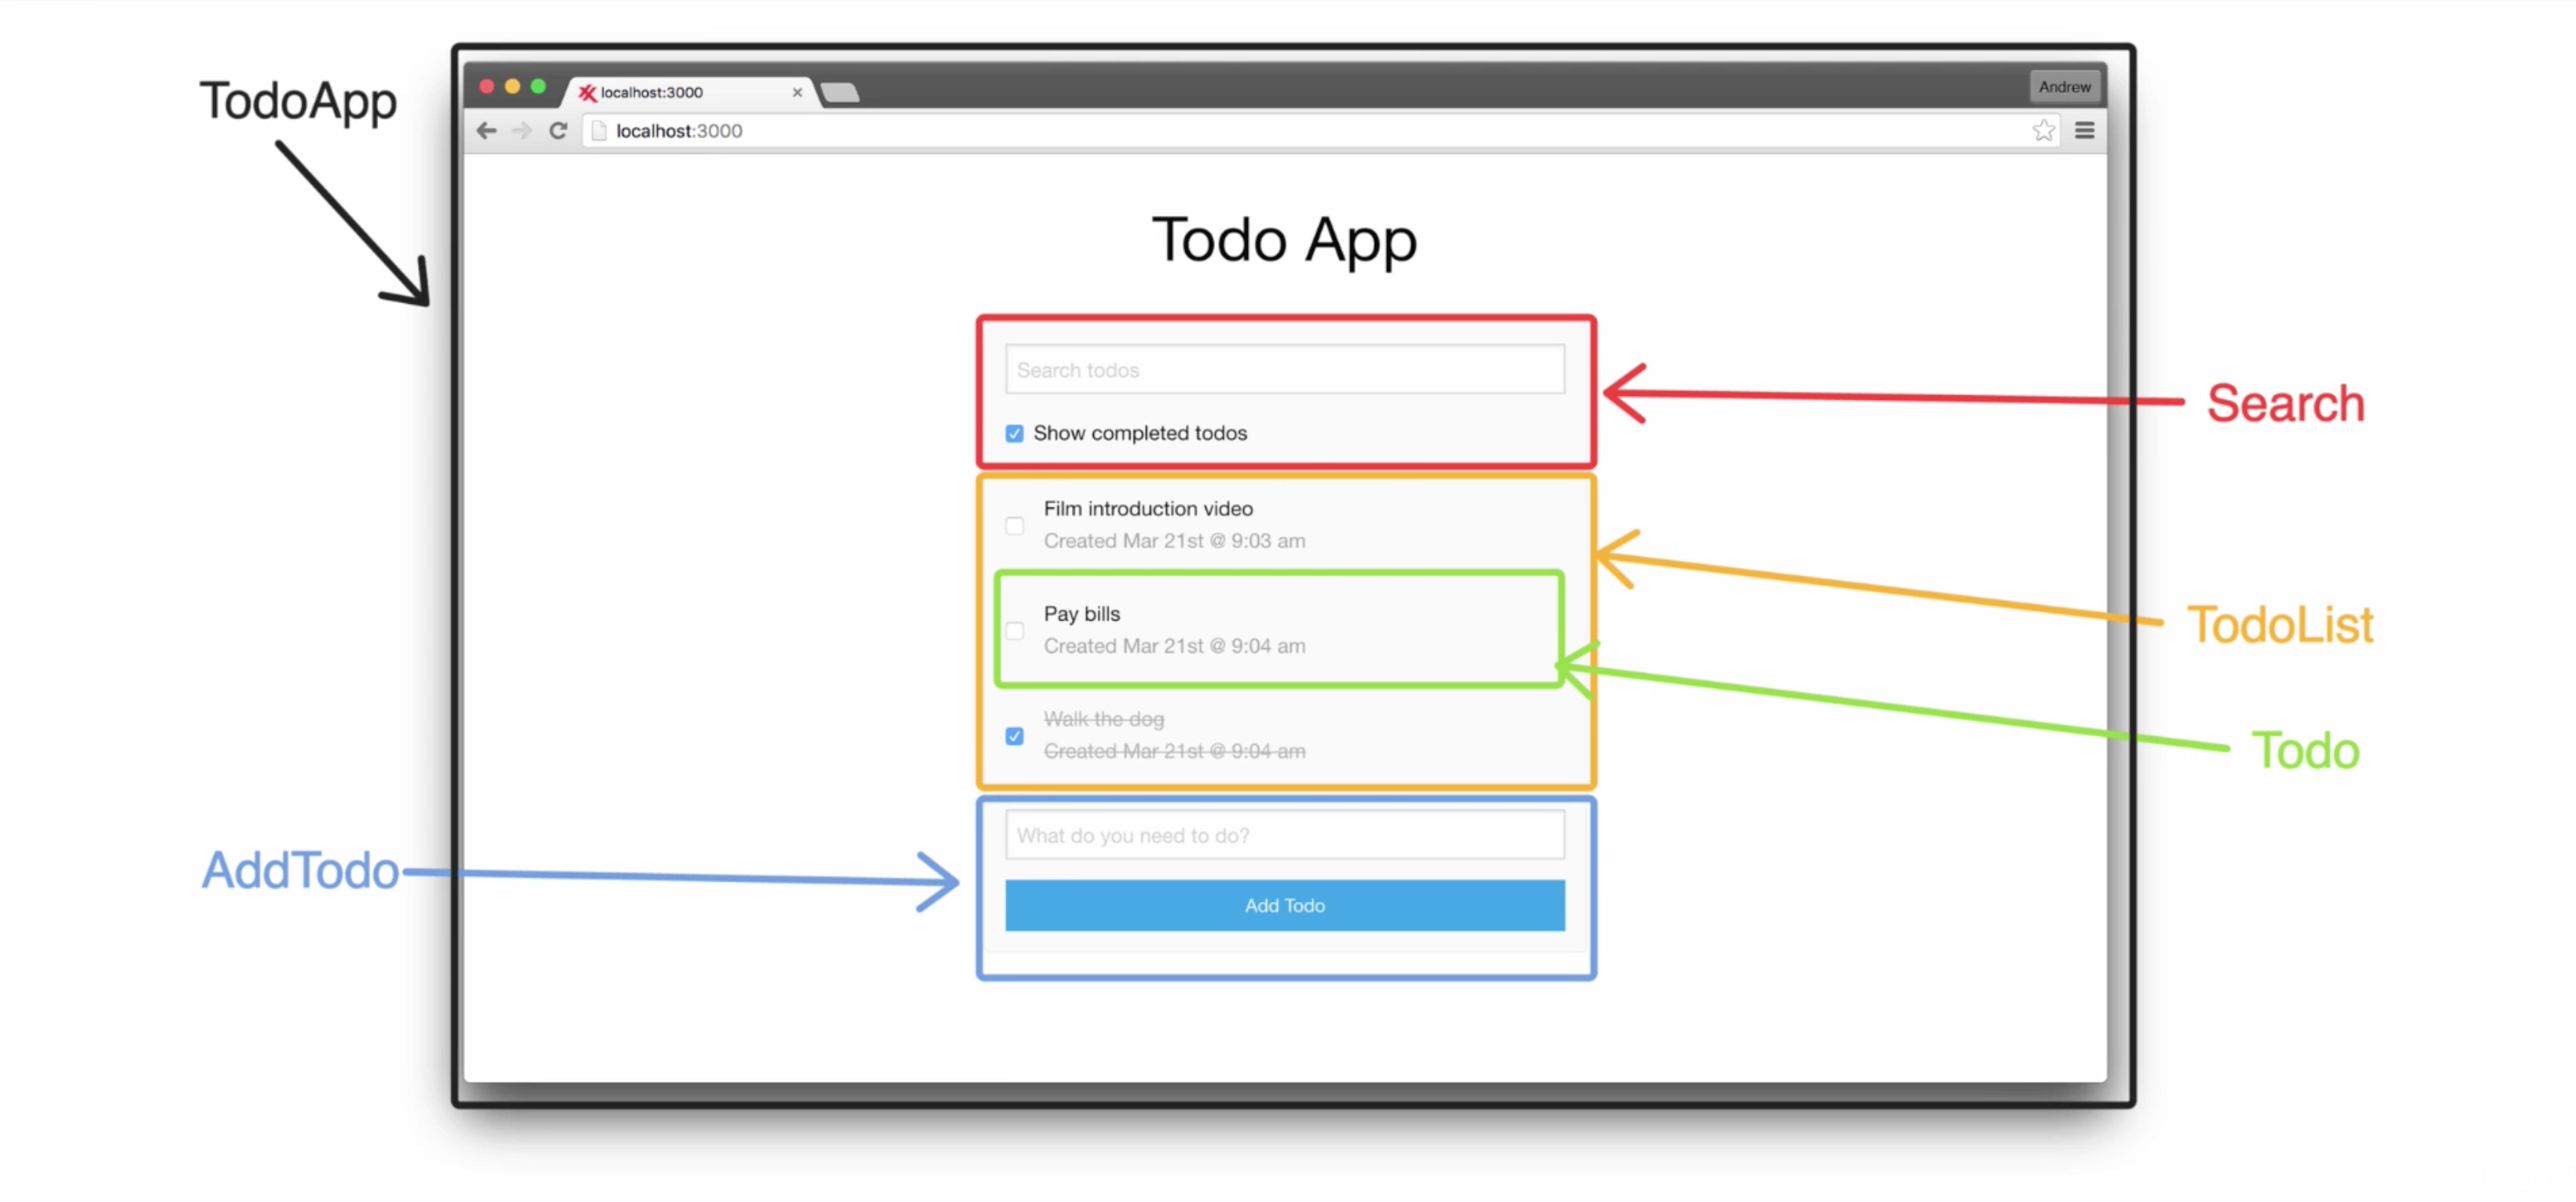 TodoApp
localhost:3000
Andrew
localhost:3000
Todo App
Search todos
Show completed todos
Search
Film introduction video
Created Mar 21st @ 9:03 am
TodoList
Pay bills
Created Mar 21st @ 9:04 am
Walk the dog
Created Mar 21st @ 9:04 am
Todo
What do you need to do?
AddTodo
Add Todo